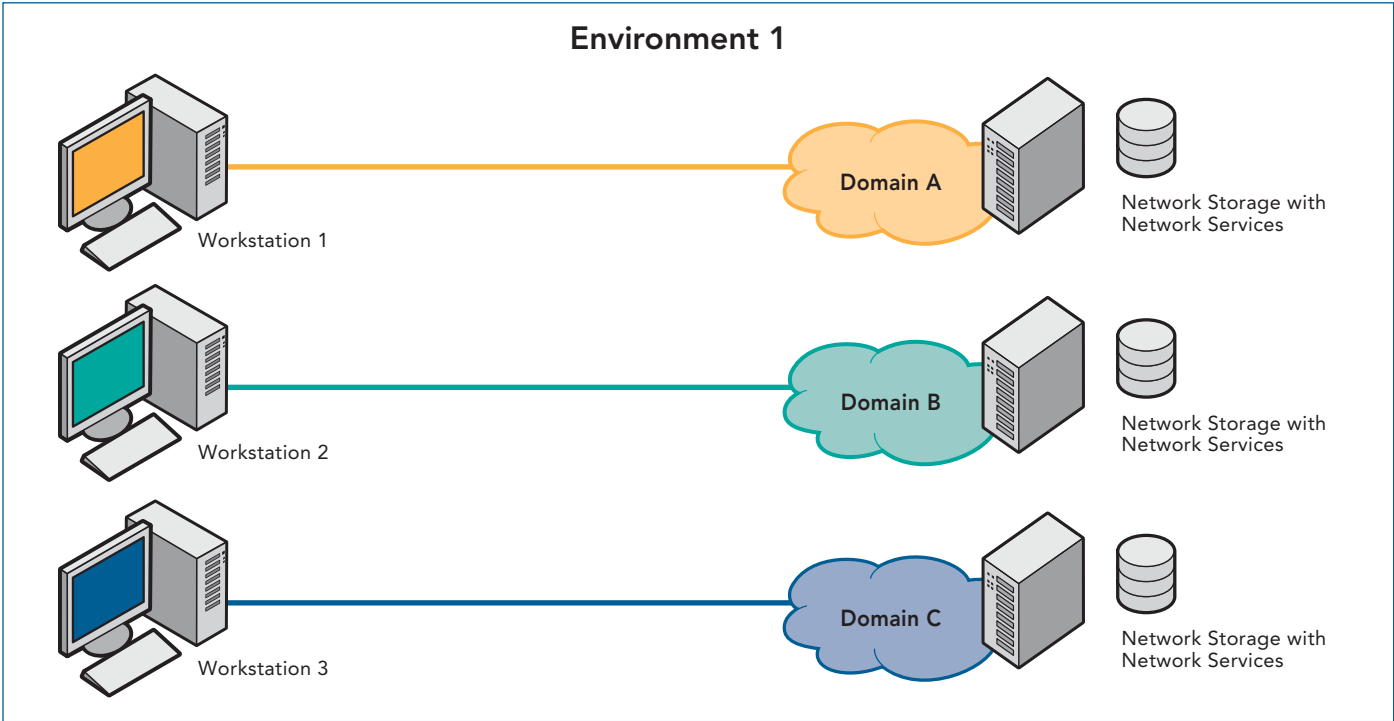 Environment 1
Domain A
Network Storage with
Network Services
Workstation 1
Domain B
Network Storage with
Network Services
Workstation 2
Domain C
Network Storage with
Network Services
Workstation 3